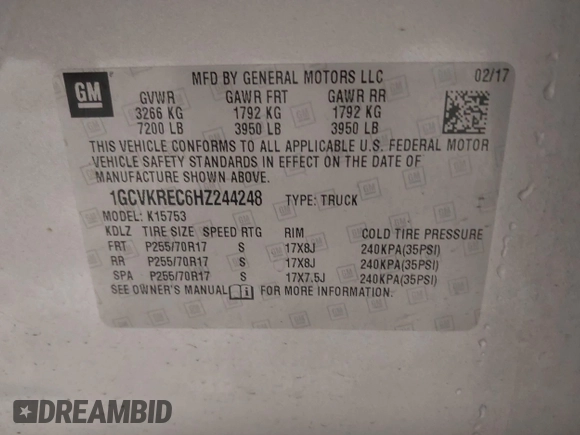 GM
MFD BY GENERAL MOTORS LLC 02/17
GVWR GAWR FRT GAWR RR
3266 KG 1792 KG 1792 KG
7200 LB 3950 LB 3950 LB
THIS VEHICLE CONFORMS TO ALL APPLICABLE U.S. FEDERAL MOTOR
VEHICLE SAFETY STANDARDS IN EFFECT ON THE DATE OF
MANUFACTURE SHOWN ABOVE.
1GCVKREC6HZ244248 TYPE: TRUCK
MODEL: K15753
KDLZ TIRE SIZE SPEED RTG RIM COLD TIRE PRESSURE
FRT P255/70R17 S 17X8J 240KPA(35PSI)
RR P255/70R17 S 17X8J 240KPA(35PSI)
SPA P255/70R17 S 17X7.5J 240KPA(35PSI)
SEE OWNER'S MANUAL FOR MORE INFORMATION.
DREAMBID